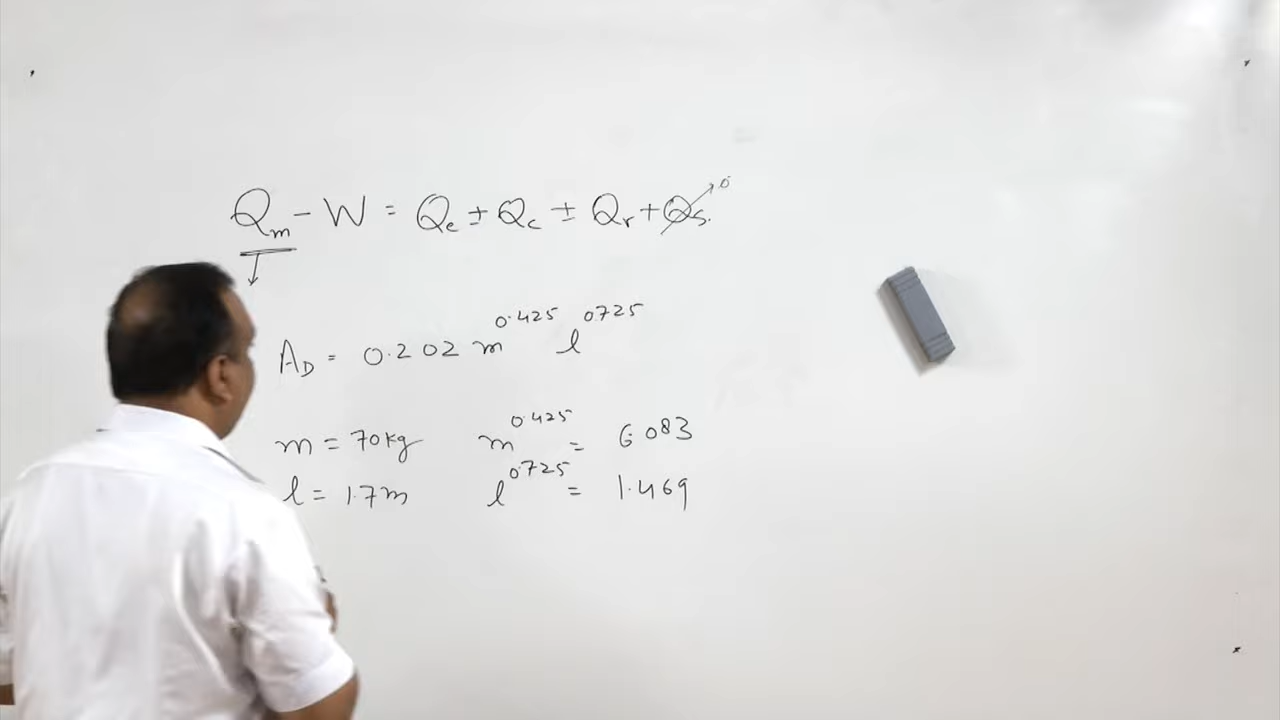 Qm - W = Qe ± Qc ± Qr + Qs. 0
AD = 0.202 m^0.425 l^0725
m = 70kg m^0.425 = 6.083
l = 1.7m l^0.725 = 1.469